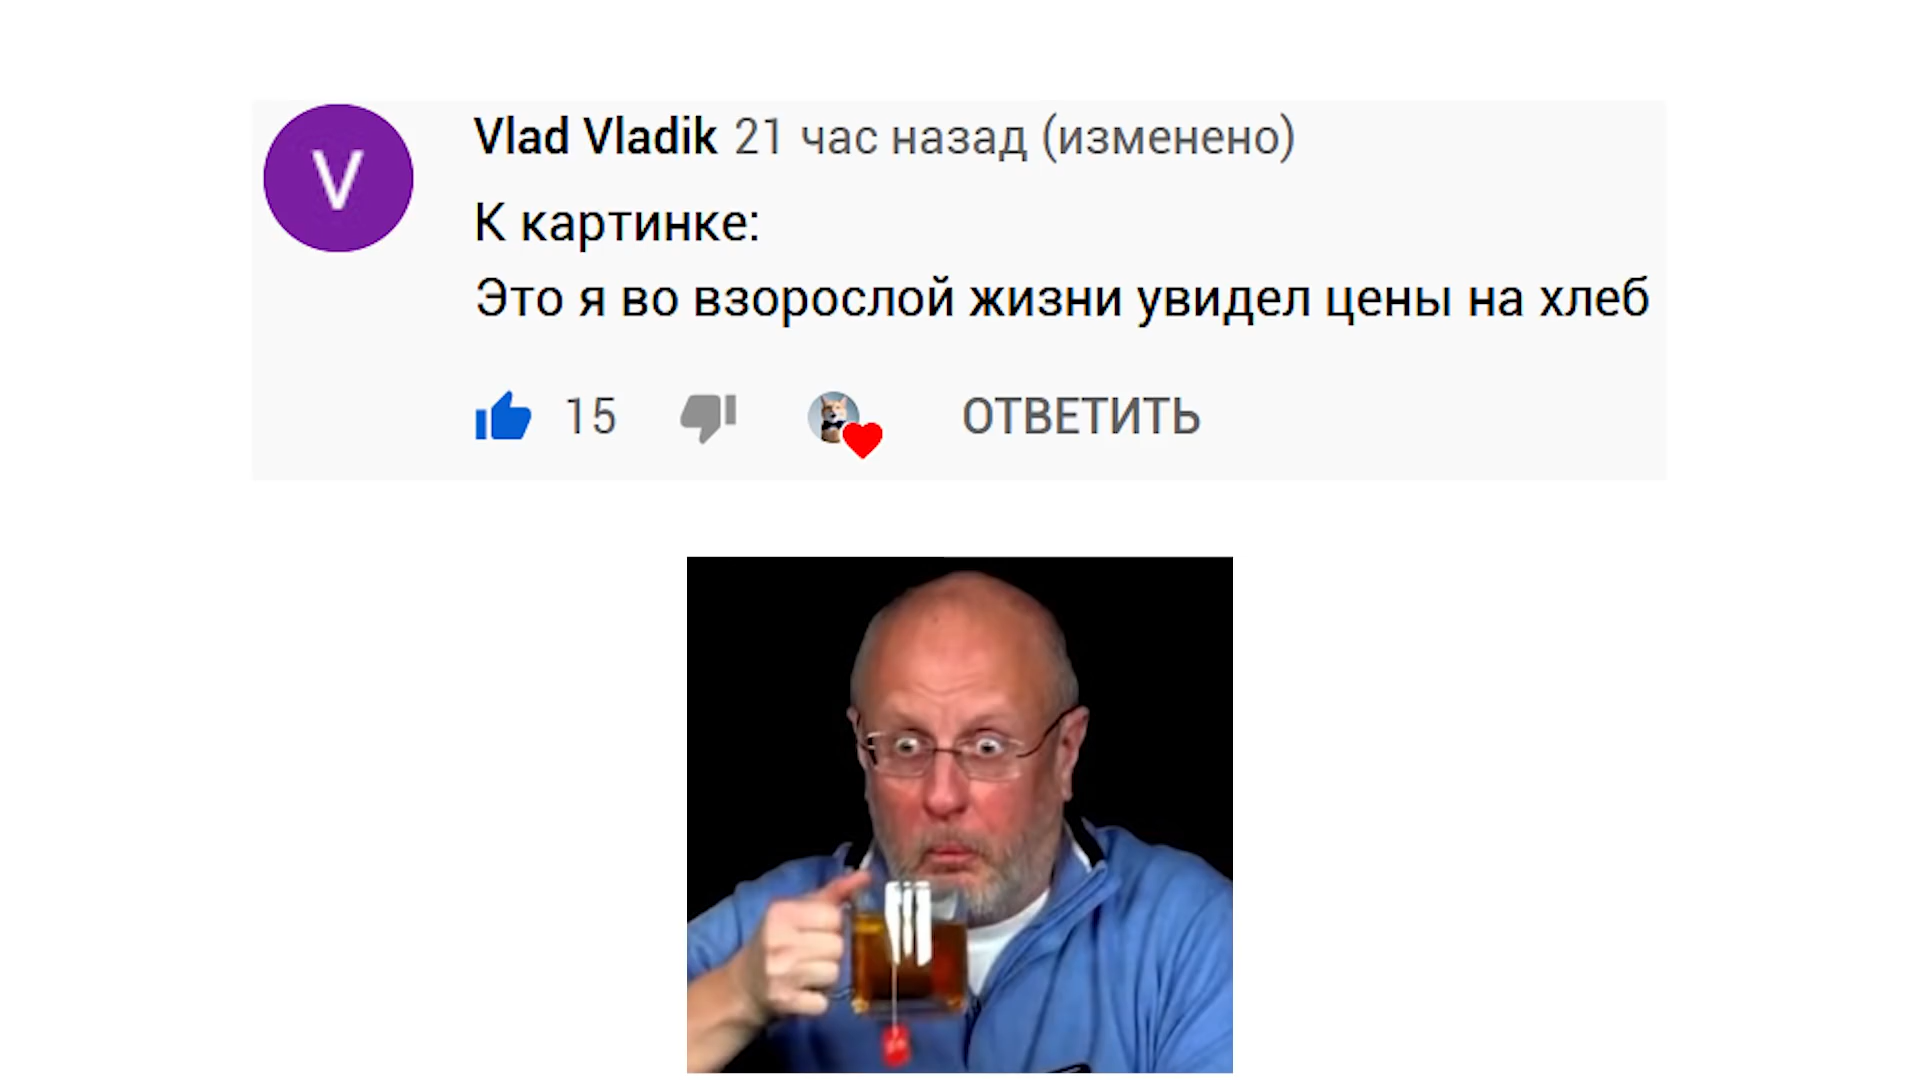 V
Vlad Vladik 21 час назад (изменено)
К картинке:
Это я во взорослой жизни увидел цены на хлеб
15
ОТВЕТИТЬ